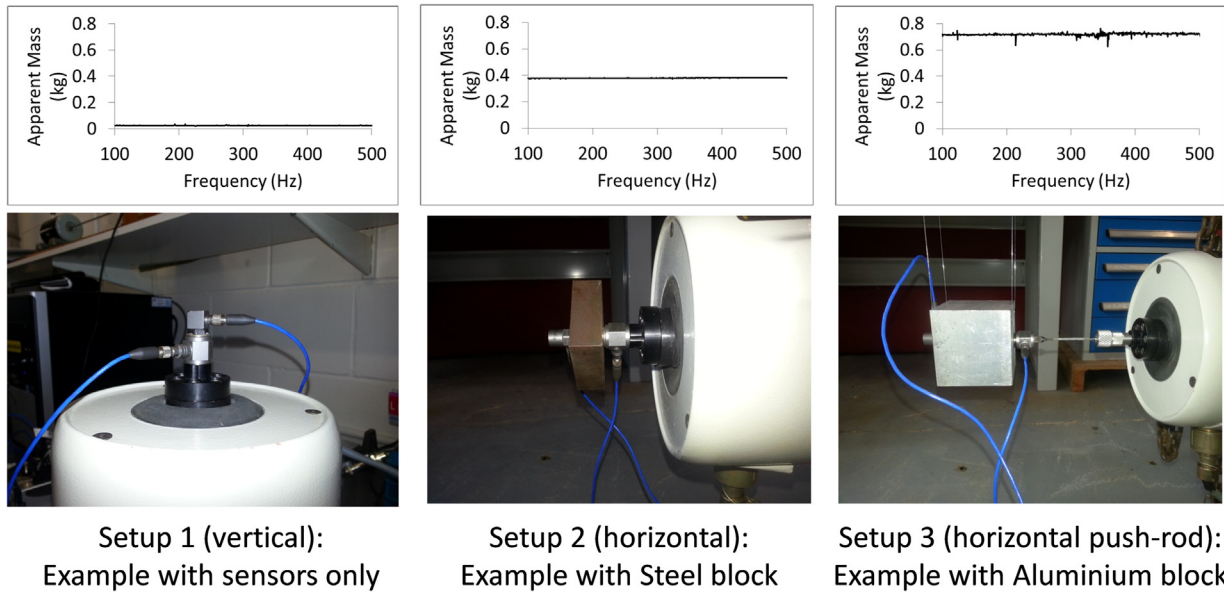 0.8
0.6
0.4
0.2
0
Apparent Mass
(kg)
100 200 300 400 500
Frequency (Hz)
0.8
0.6
0.4
0.2
0
Apparent Mass
(kg)
100 200 300 400 500
Frequency (Hz)
0.8
0.6
0.4
0.2
0
Apparent Mass
(kg)
100 200 300 400 500
Frequency (Hz)
Setup 1 (vertical):
Example with sensors only
Setup 2 (horizontal):
Example with Steel block
Setup 3 (horizontal push-rod):
Example with Aluminium block